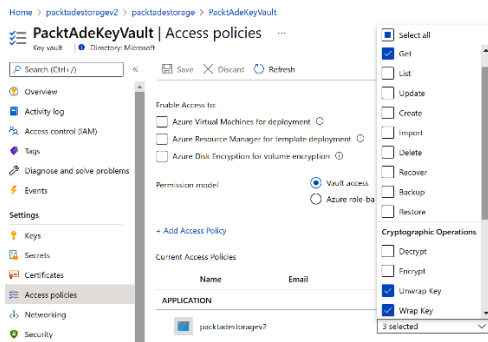 Home > packtadestoragev2 > packtadestorage > PacktAdeKeyVault
PacktAdeKeyVault | Access policies ...
Key vault | Directory: Microsoft
Search (Ctrl+/)
«
Save
Discard
Refresh
Overview
Activity log
Access control (IAM)
Tags
Diagnose and solve problems
Events
Settings
Keys
Secrets
Certificates
Access policies
Networking
Security
Enable Access to:
Azure Virtual Machines for deployment
Azure Resource Manager for template deployment
Azure Disk Encryption for volume encryption
Permission model
Vault access
Azure role-ba
+ Add Access Policy
Current Access Policies
Name Email
APPLICATION
packtadestoragev2
Select all
Get
List
Update
Create
Import
Delete
Recover
Backup
Restore
Cryptographic Operations
Decrypt
Encrypt
Unwrap Key
Wrap Key
3 selected